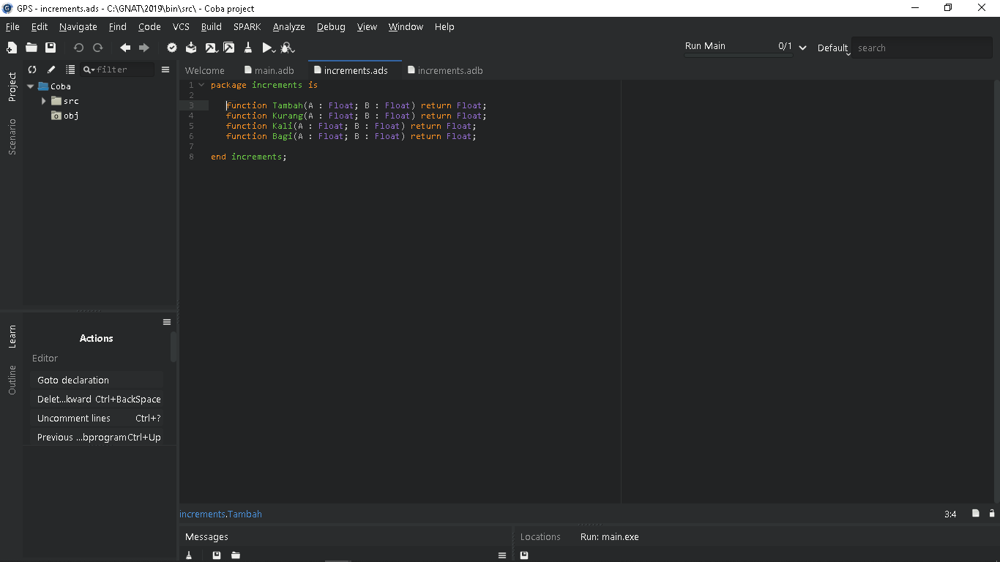 GPS - increments.ads - C:\GNAT\2019\bin\src\ - Coba project
File Edit Navigate Find Code VCS Build SPARK Analyze Debug View Window Help
Run Main 0/1 Default search
Project
Scenario
filter
Coba
src
obj
Welcome main.adb increments.ads increments.adb
1 package increments is
2
3 function Tambah(A : Float; B : Float) return Float;
4 function Kurang(A : Float; B : Float) return Float;
5 function Kali(A : Float; B : Float) return Float;
6 function Bagi(A : Float; B : Float) return Float;
7
8 end increments;
Learn
Outline
Actions
Editor
Goto declaration
Delet...kward Ctrl+BackSpace
Uncomment lines Ctrl+?
Previous ...bprogram Ctrl+Up
increments.Tambah 3:4
Messages
Locations Run: main.exe